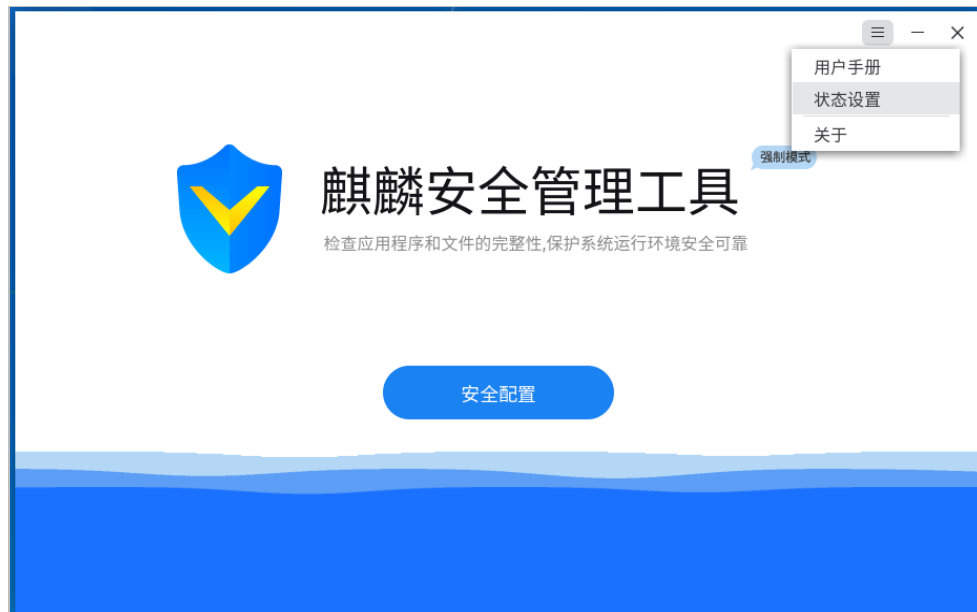 用户手册
状态设置
关于
强制模式
麒麟安全管理工具
检查应用程序和文件的完整性,保护系统运行环境安全可靠
安全配置